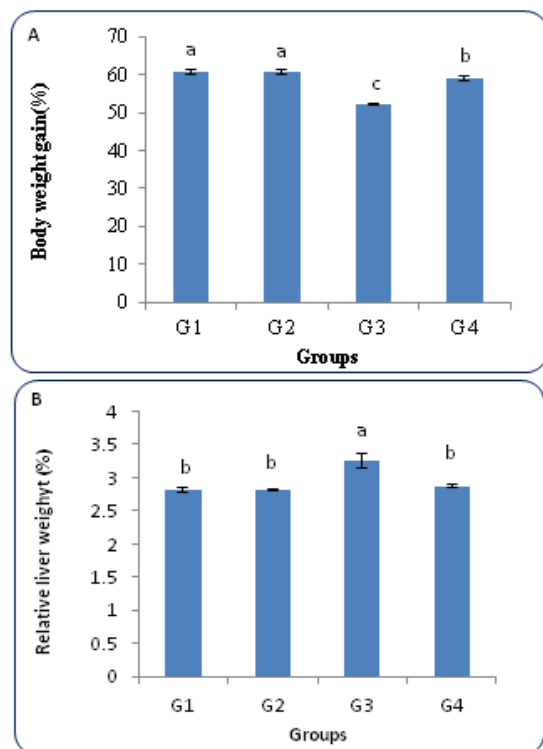 A
Body weight gain(%)
70
60
50
40
30
20
10
0
a
a
c
b
G1 G2 G3 G4
Groups
B
Relative liver weighyt (%)
4
3.5
3
2.5
2
1.5
1
0.5
0
b
b
a
b
G1 G2 G3 G4
Groups